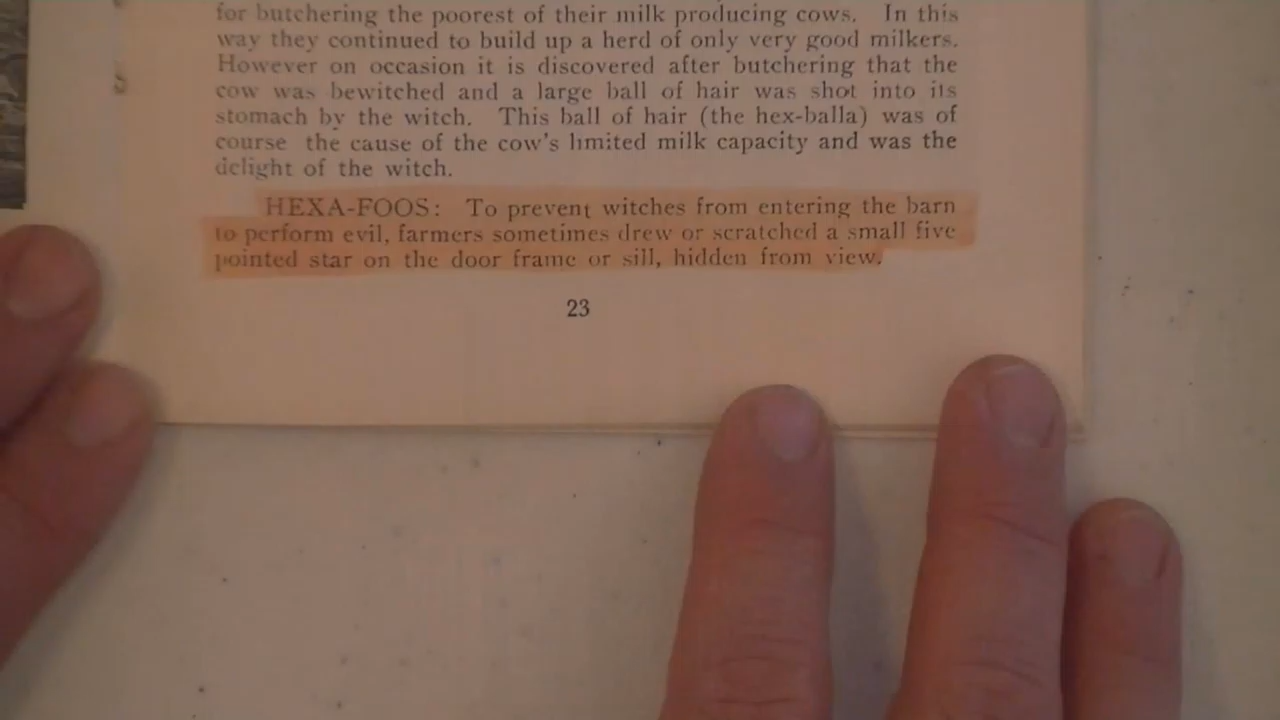 for butchering the poorest of their milk producing cows. In this
way they continued to build up a herd of only very good milkers.
However on occasion it is discovered after butchering that the
cow was bewitched and a large ball of hair was shot into its
stomach by the witch. This ball of hair (the hex-balla) was of
course the cause of the cow's limited milk capacity and was the
delight of the witch.
HEXA-FOOS: To prevent witches from entering the barn
to perform evil, farmers sometimes drew or scratched a small five
pointed star on the door frame or sill, hidden from view.
23